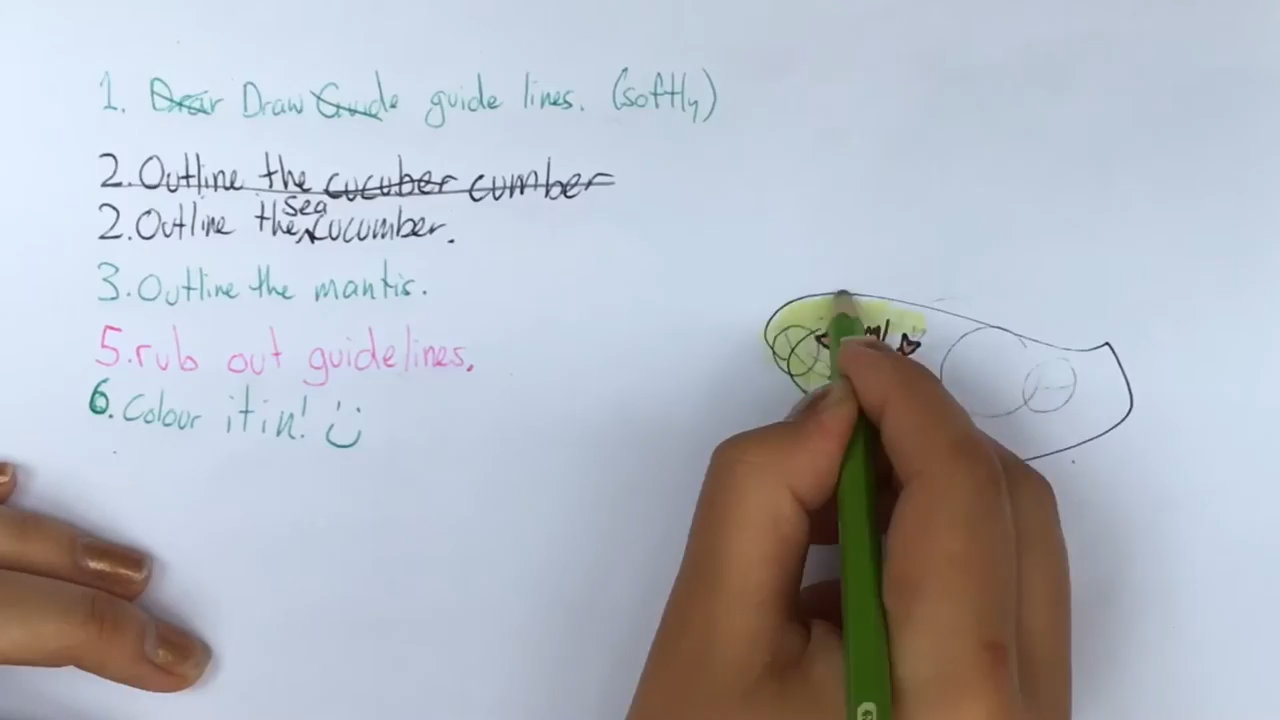 1. Draw Draw Guide guide lines. (softly)
2. Outline the cucuber cumber
sea
2. Outline the cucumber.
3. Outline the mantis.
5. rub out guidelines.
6. Colour it in!